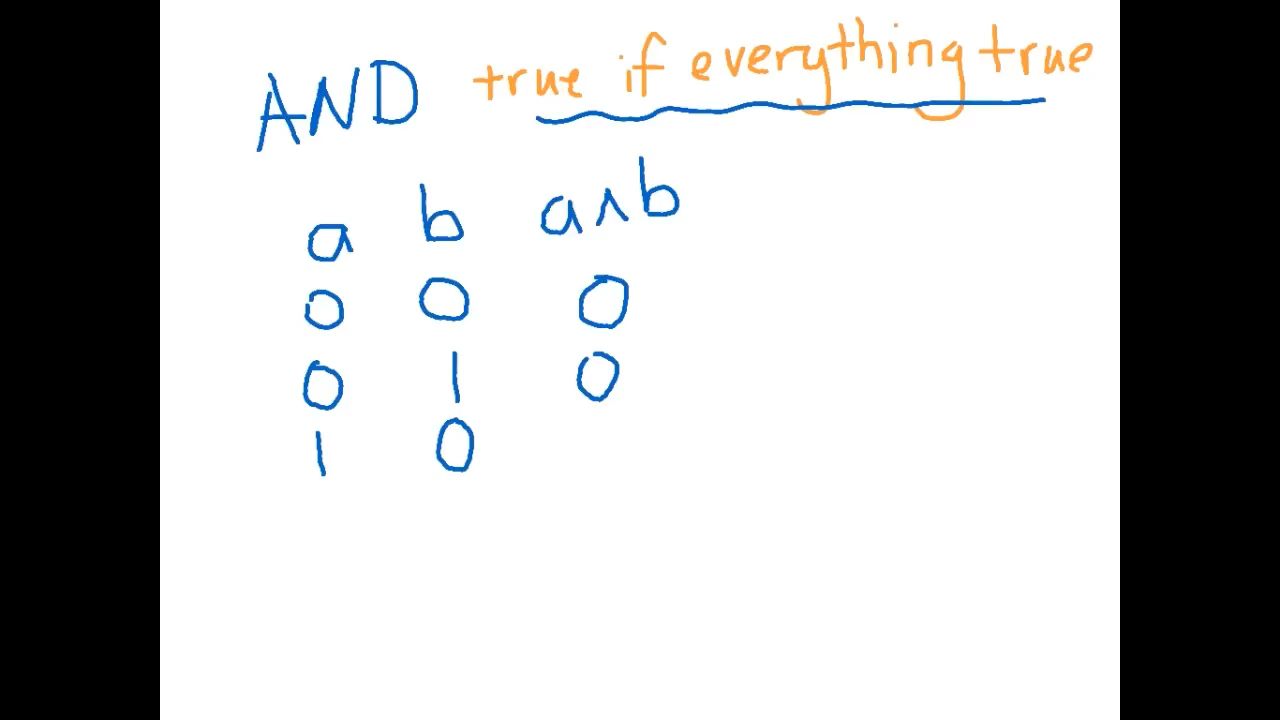 AND true if everything true
a b a∧b
0 0 0
0 1 0
1 0